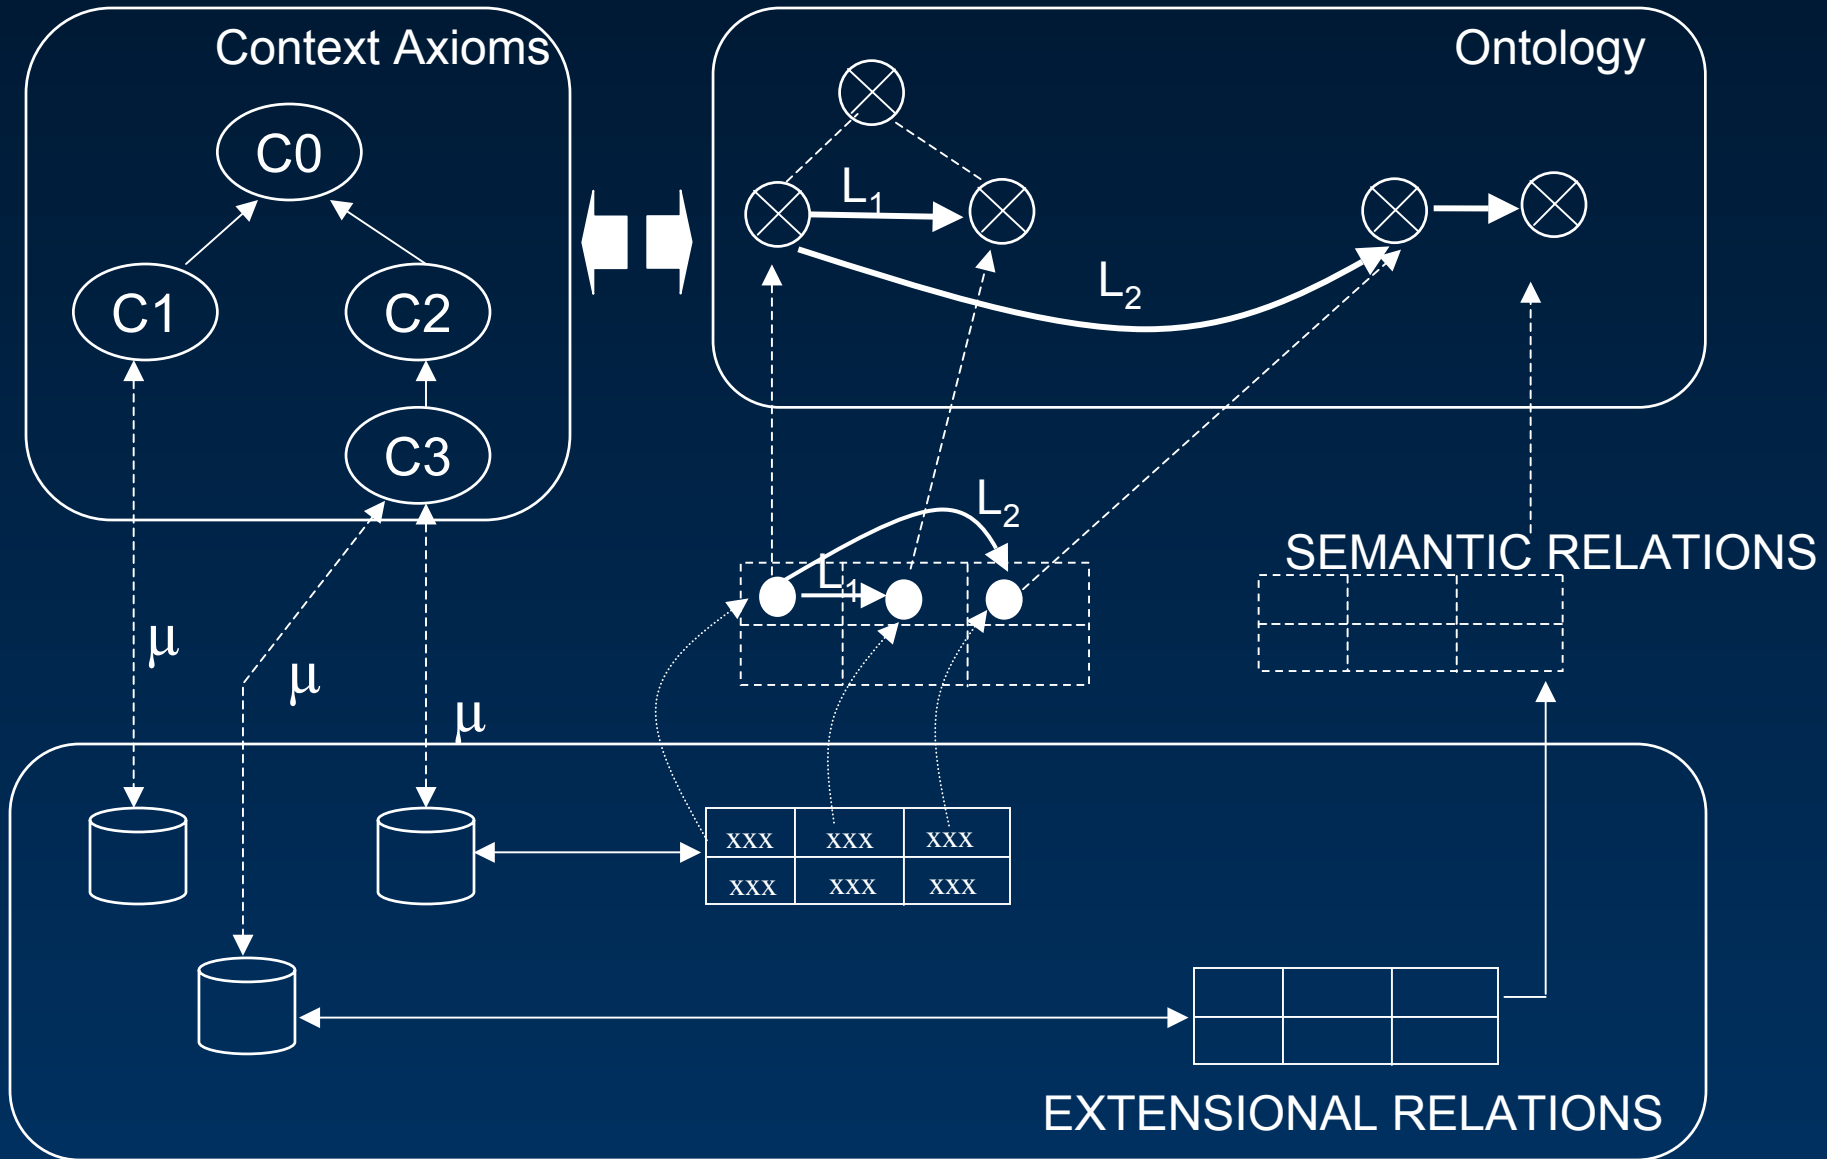 Context Axioms
Ontology
C0
L1
C1
C2
L2
C3
L2
SEMANTIC RELATIONS
L1
μ
μ
μ
xxx xxx xxx
xxx xxx xxx
EXTENSIONAL RELATIONS